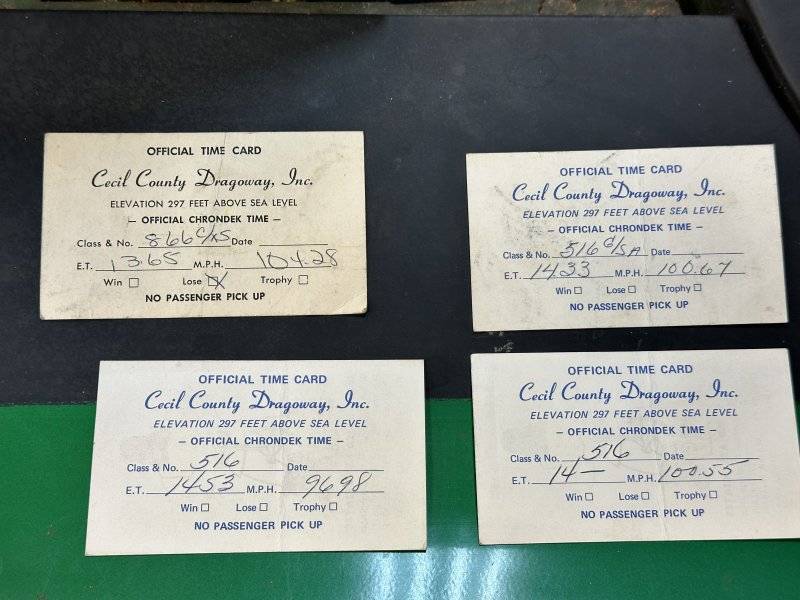 OFFICIAL TIME CARD
Cecil County Dragoway, Inc.
ELEVATION 297 FEET ABOVE SEA LEVEL
— OFFICIAL CHRONDEK TIME —
Class & No. 866 C/XS Date
E.T. 13.65 M.P.H. 104.28
Win ☐ Lose ☒ Trophy ☐
NO PASSENGER PICK UP
OFFICIAL TIME CARD
Cecil County Dragoway, Inc.
ELEVATION 297 FEET ABOVE SEA LEVEL
— OFFICIAL CHRONDEK TIME —
Class & No. 516 G/SA Date
E.T. 1433 M.P.H. 100.67
Win ☐ Lose ☐ Trophy ☐
NO PASSENGER PICK UP
OFFICIAL TIME CARD
Cecil County Dragoway, Inc.
ELEVATION 297 FEET ABOVE SEA LEVEL
— OFFICIAL CHRONDEK TIME —
Class & No. 516 Date
E.T. 1453 M.P.H. 9698
Win ☐ Lose ☐ Trophy ☐
NO PASSENGER PICK UP
OFFICIAL TIME CARD
Cecil County Dragoway, Inc.
ELEVATION 297 FEET ABOVE SEA LEVEL
— OFFICIAL CHRONDEK TIME —
Class & No. 516 Date
E.T. 14— M.P.H. 100.55
Win ☐ Lose ☐ Trophy ☐
NO PASSENGER PICK UP